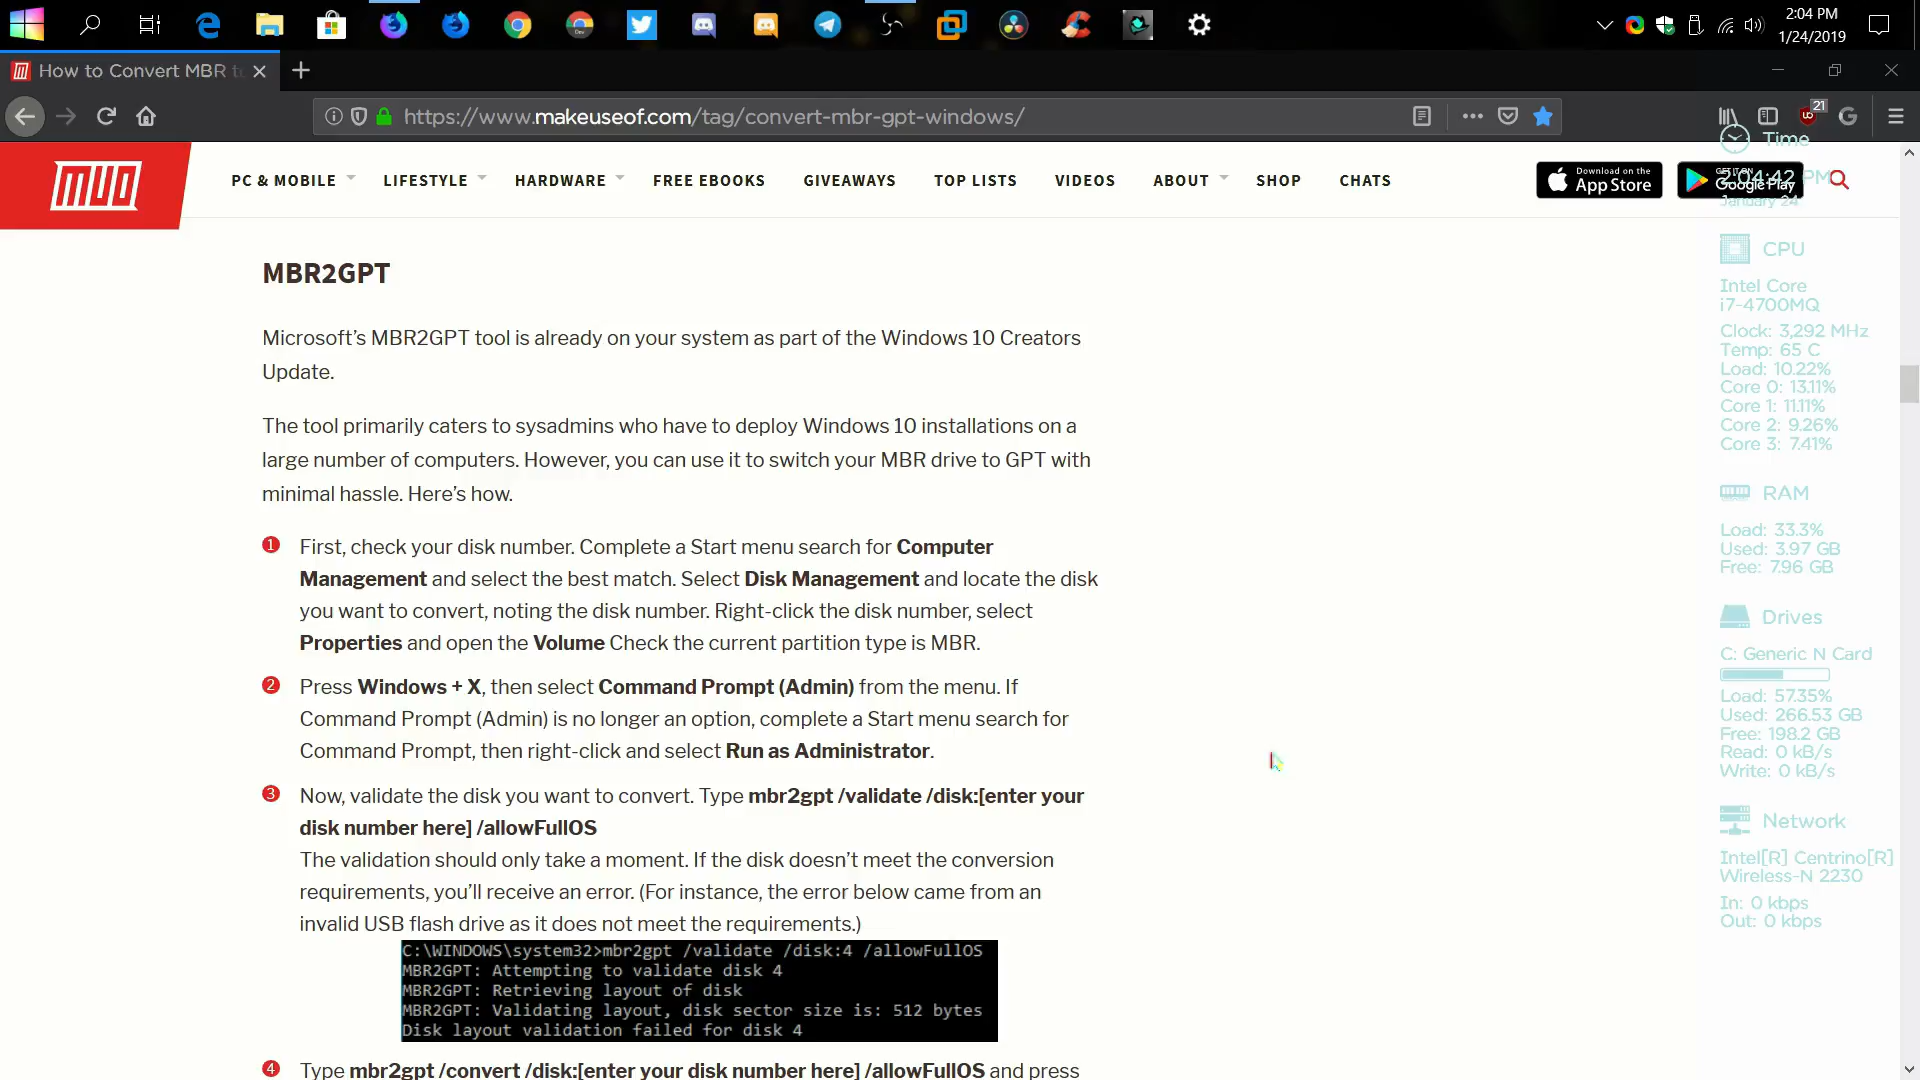 2:04 PM
1/24/2019
How to Convert MBR t
https://www.makeuseof.com/tag/convert-mbr-gpt-windows/
21
MUO
PC & MOBILE
LIFESTYLE
HARDWARE
FREE EBOOKS
GIVEAWAYS
TOP LISTS
VIDEOS
ABOUT
SHOP
CHATS
Download on the
App Store
GET IT ON
Google Play
MBR2GPT
Microsoft's MBR2GPT tool is already on your system as part of the Windows 10 Creators
Update.
The tool primarily caters to sysadmins who have to deploy Windows 10 installations on a
large number of computers. However, you can use it to switch your MBR drive to GPT with
minimal hassle. Here's how.
1 First, check your disk number. Complete a Start menu search for Computer
Management and select the best match. Select Disk Management and locate the disk
you want to convert, noting the disk number. Right-click the disk number, select
Properties and open the Volume Check the current partition type is MBR.
2 Press Windows + X, then select Command Prompt (Admin) from the menu. If
Command Prompt (Admin) is no longer an option, complete a Start menu search for
Command Prompt, then right-click and select Run as Administrator.
3 Now, validate the disk you want to convert. Type mbr2gpt /validate /disk:[enter your
disk number here] /allowFullOS
The validation should only take a moment. If the disk doesn't meet the conversion
requirements, you'll receive an error. (For instance, the error below came from an
invalid USB flash drive as it does not meet the requirements.)
C:\WINDOWS\system32>mbr2gpt /validate /disk:4 /allowFullOS
MBR2GPT: Attempting to validate disk 4
MBR2GPT: Retrieving layout of disk
MBR2GPT: Validating layout, disk sector size is: 512 bytes
Disk layout validation failed for disk 4
4 Type mbr2gpt /convert /disk:[enter your disk number here] /allowFullOS and press
Time
2:04:42 PM
January 24
CPU
Intel Core
i7-4700MQ
Clock: 3,292 MHz
Temp: 65 C
Load: 10.22%
Core 0: 13.11%
Core 1: 11.11%
Core 2: 9.26%
Core 3: 7.41%
RAM
Load: 33.3%
Used: 3.97 GB
Free: 7.96 GB
Drives
C: Generic N Card
Load: 57.35%
Used: 266.53 GB
Free: 198.2 GB
Read: 0 kB/s
Write: 0 kB/s
Network
Intel[R] Centrino[R]
Wireless-N 2230
In: 0 kbps
Out: 0 kbps